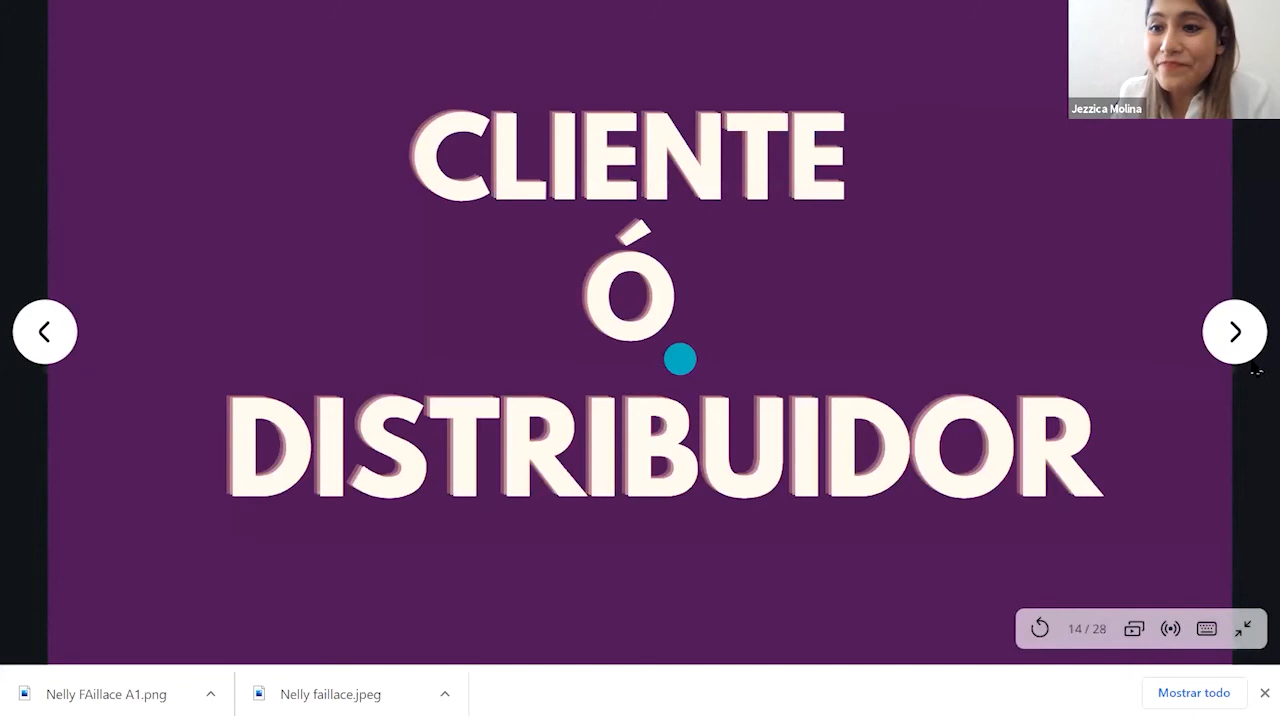 CLIENTE
Ó
DISTRIBUIDOR
Jezzica Molina
14 / 28
Nelly FAillace A1.png
Nelly faillace.jpeg
Mostrar todo